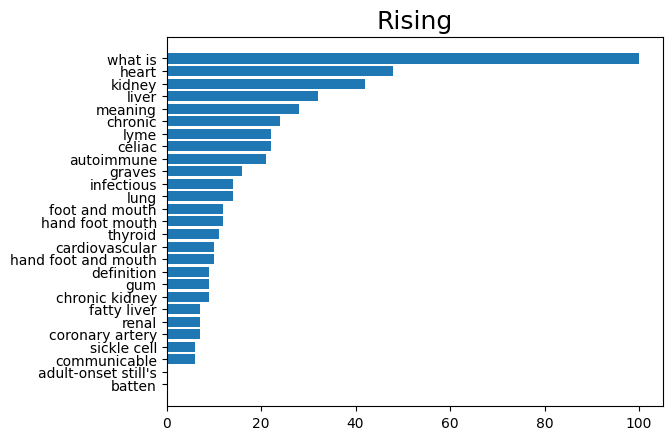 Rising
what is
heart
kidney
liver
meaning
chronic
lyme
celiac
autoimmune
graves
infectious
lung
foot and mouth
hand foot mouth
thyroid
cardiovascular
hand foot and mouth
definition
gum
chronic kidney
fatty liver
renal
coronary artery
sickle cell
communicable
adult-onset still's
batten
0 20 40 60 80 100